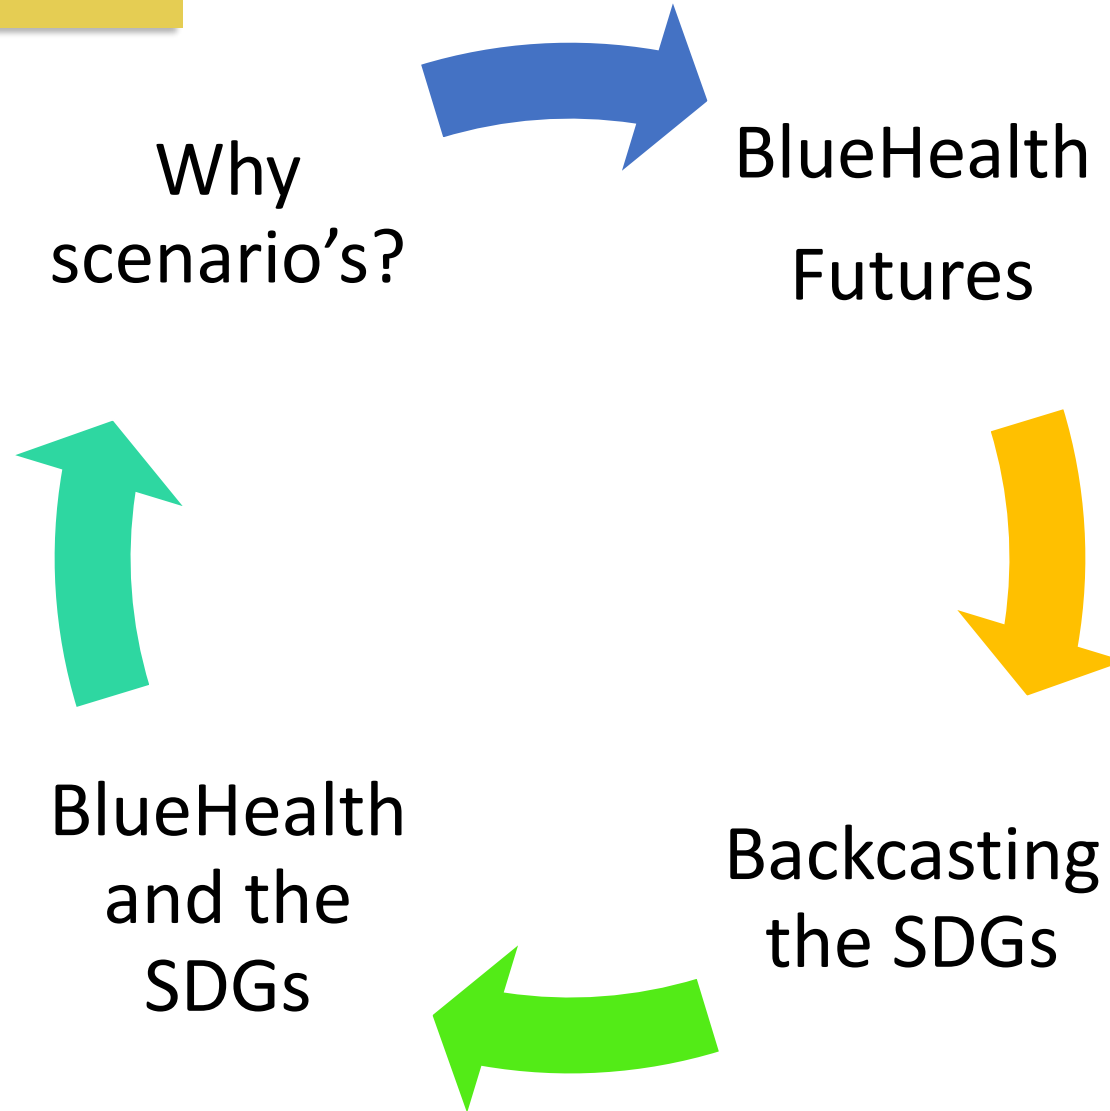 Why
scenario’s?
BlueHealth
Futures
Backcasting
the SDGs
BlueHealth
and the
SDGs